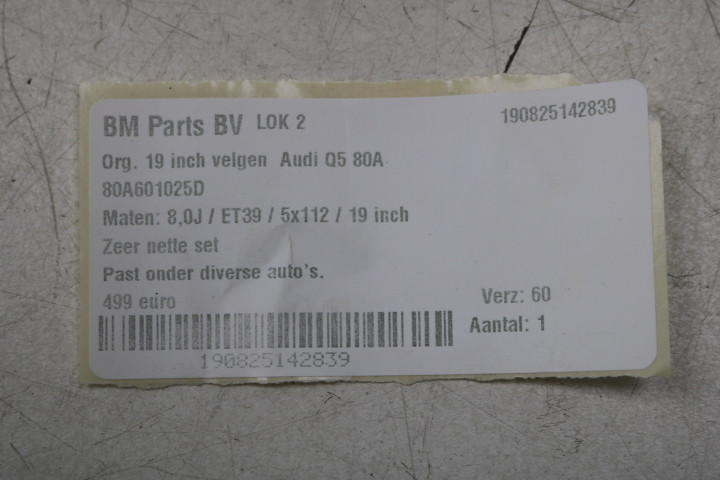 BM Parts BV LOK 2 190825142839
Org. 19 inch velgen Audi Q5 80A
80A601025D
Maten: 8,0J / ET39 / 5x112 / 19 inch
Zeer nette set
Past onder diverse auto's.
499 euro Verz: 60
Aantal: 1
190825142839